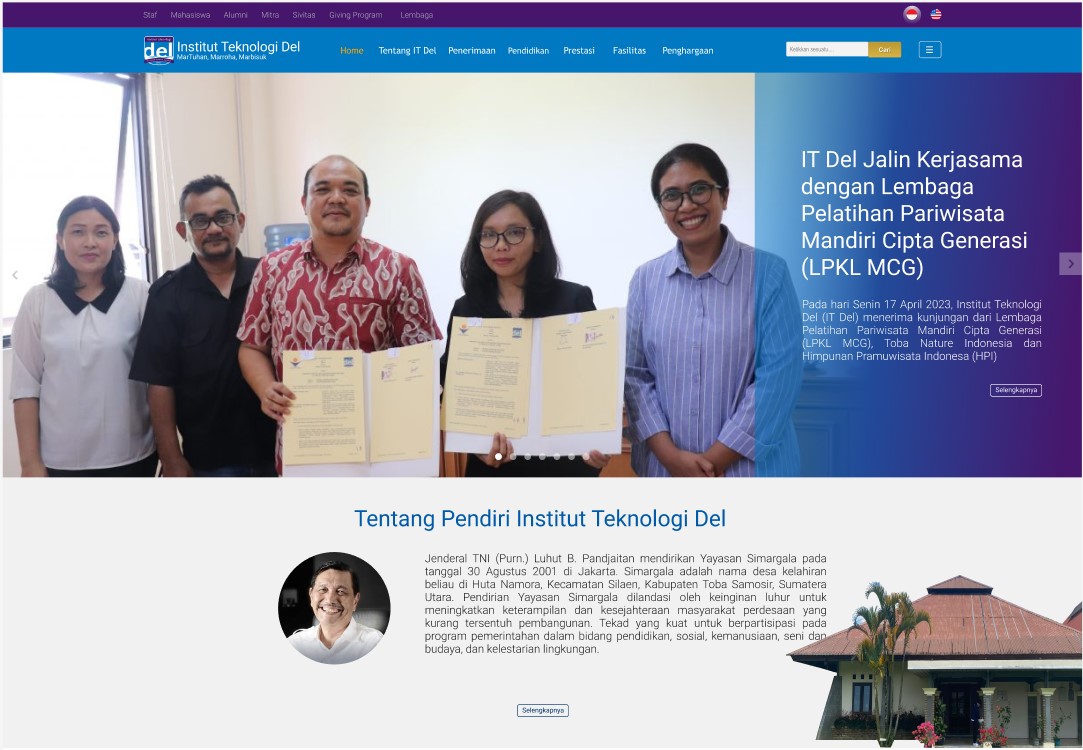 Staf Mahasiswa Alumni Mitra Sivitas Giving Program Lembaga
del
Institut Teknologi Del
MarTuhan, Marroha, Marbisuk
Home Tentang IT Del Penerimaan Pendidikan Prestasi Fasilitas Penghargaan
Ketikkan sesuatu... Cari
IT Del Jalin Kerjasama
dengan Lembaga
Pelatihan Pariwisata
Mandiri Cipta Generasi
(LPKL MCG)
Pada hari Senin 17 April 2023, Institut Teknologi
Del (IT Del) menerima kunjungan dari Lembaga
Pelatihan Pariwisata Mandiri Cipta Generasi
(LPKL MCG), Toba Nature Indonesia dan
Himpunan Pramuwisata Indonesa (HPI)
Selengkapnya
Tentang Pendiri Institut Teknologi Del
Jenderal TNI (Purn.) Luhut B. Pandjaitan mendirikan Yayasan Simargala pada
tanggal 30 Agustus 2001 di Jakarta. Simargala adalah nama desa kelahiran
beliau di Huta Namora, Kecamatan Silaen, Kabupaten Toba Samosir, Sumatera
Utara. Pendirian Yayasan Simargala dilandasi oleh keinginan luhur untuk
meningkatkan keterampilan dan kesejahteraan masyarakat perdesaan yang
kurang tersentuh pembangunan. Tekad yang kuat untuk berpartisipasi pada
program pemerintahan dalam bidang pendidikan, sosial, kemanusiaan, seni dan
budaya, dan kelestarian lingkungan.
Selengkapnya